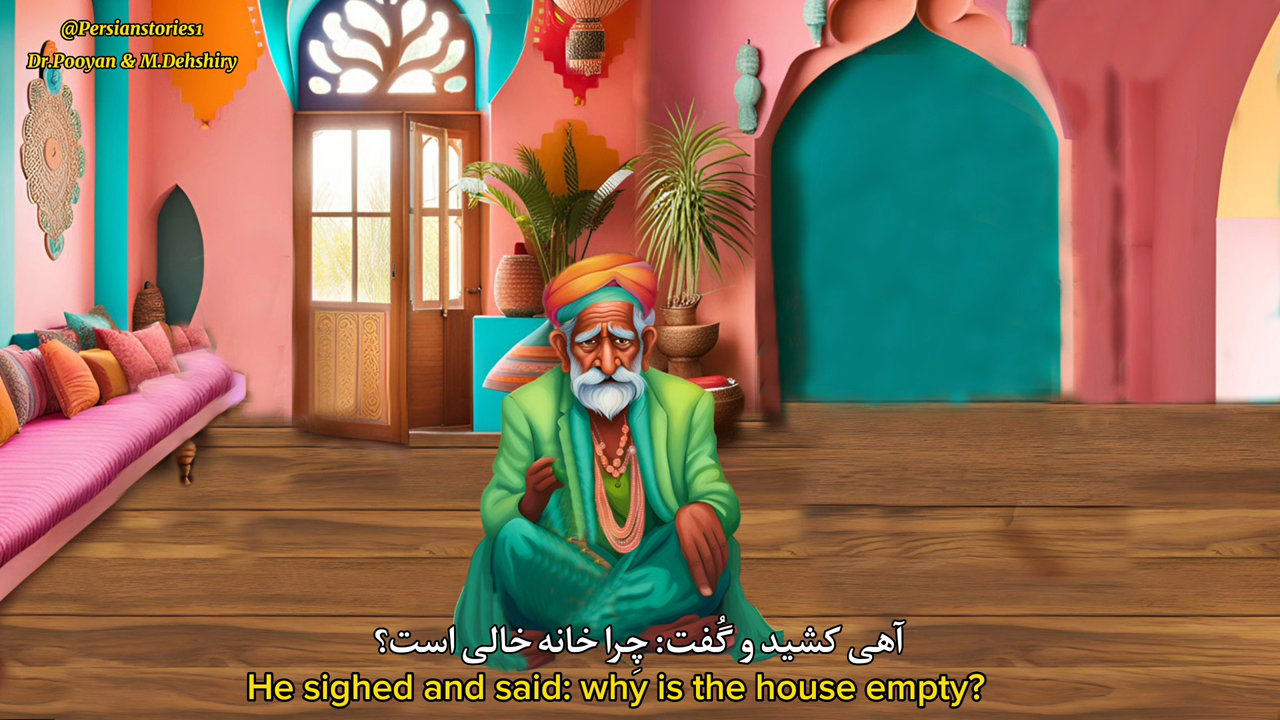 @Persianstories1
Dr.Pooyan & M.Dehshiry
آهی کشید و گُفت: چِرا خانه خالی است؟
He sighed and said: why is the house empty?